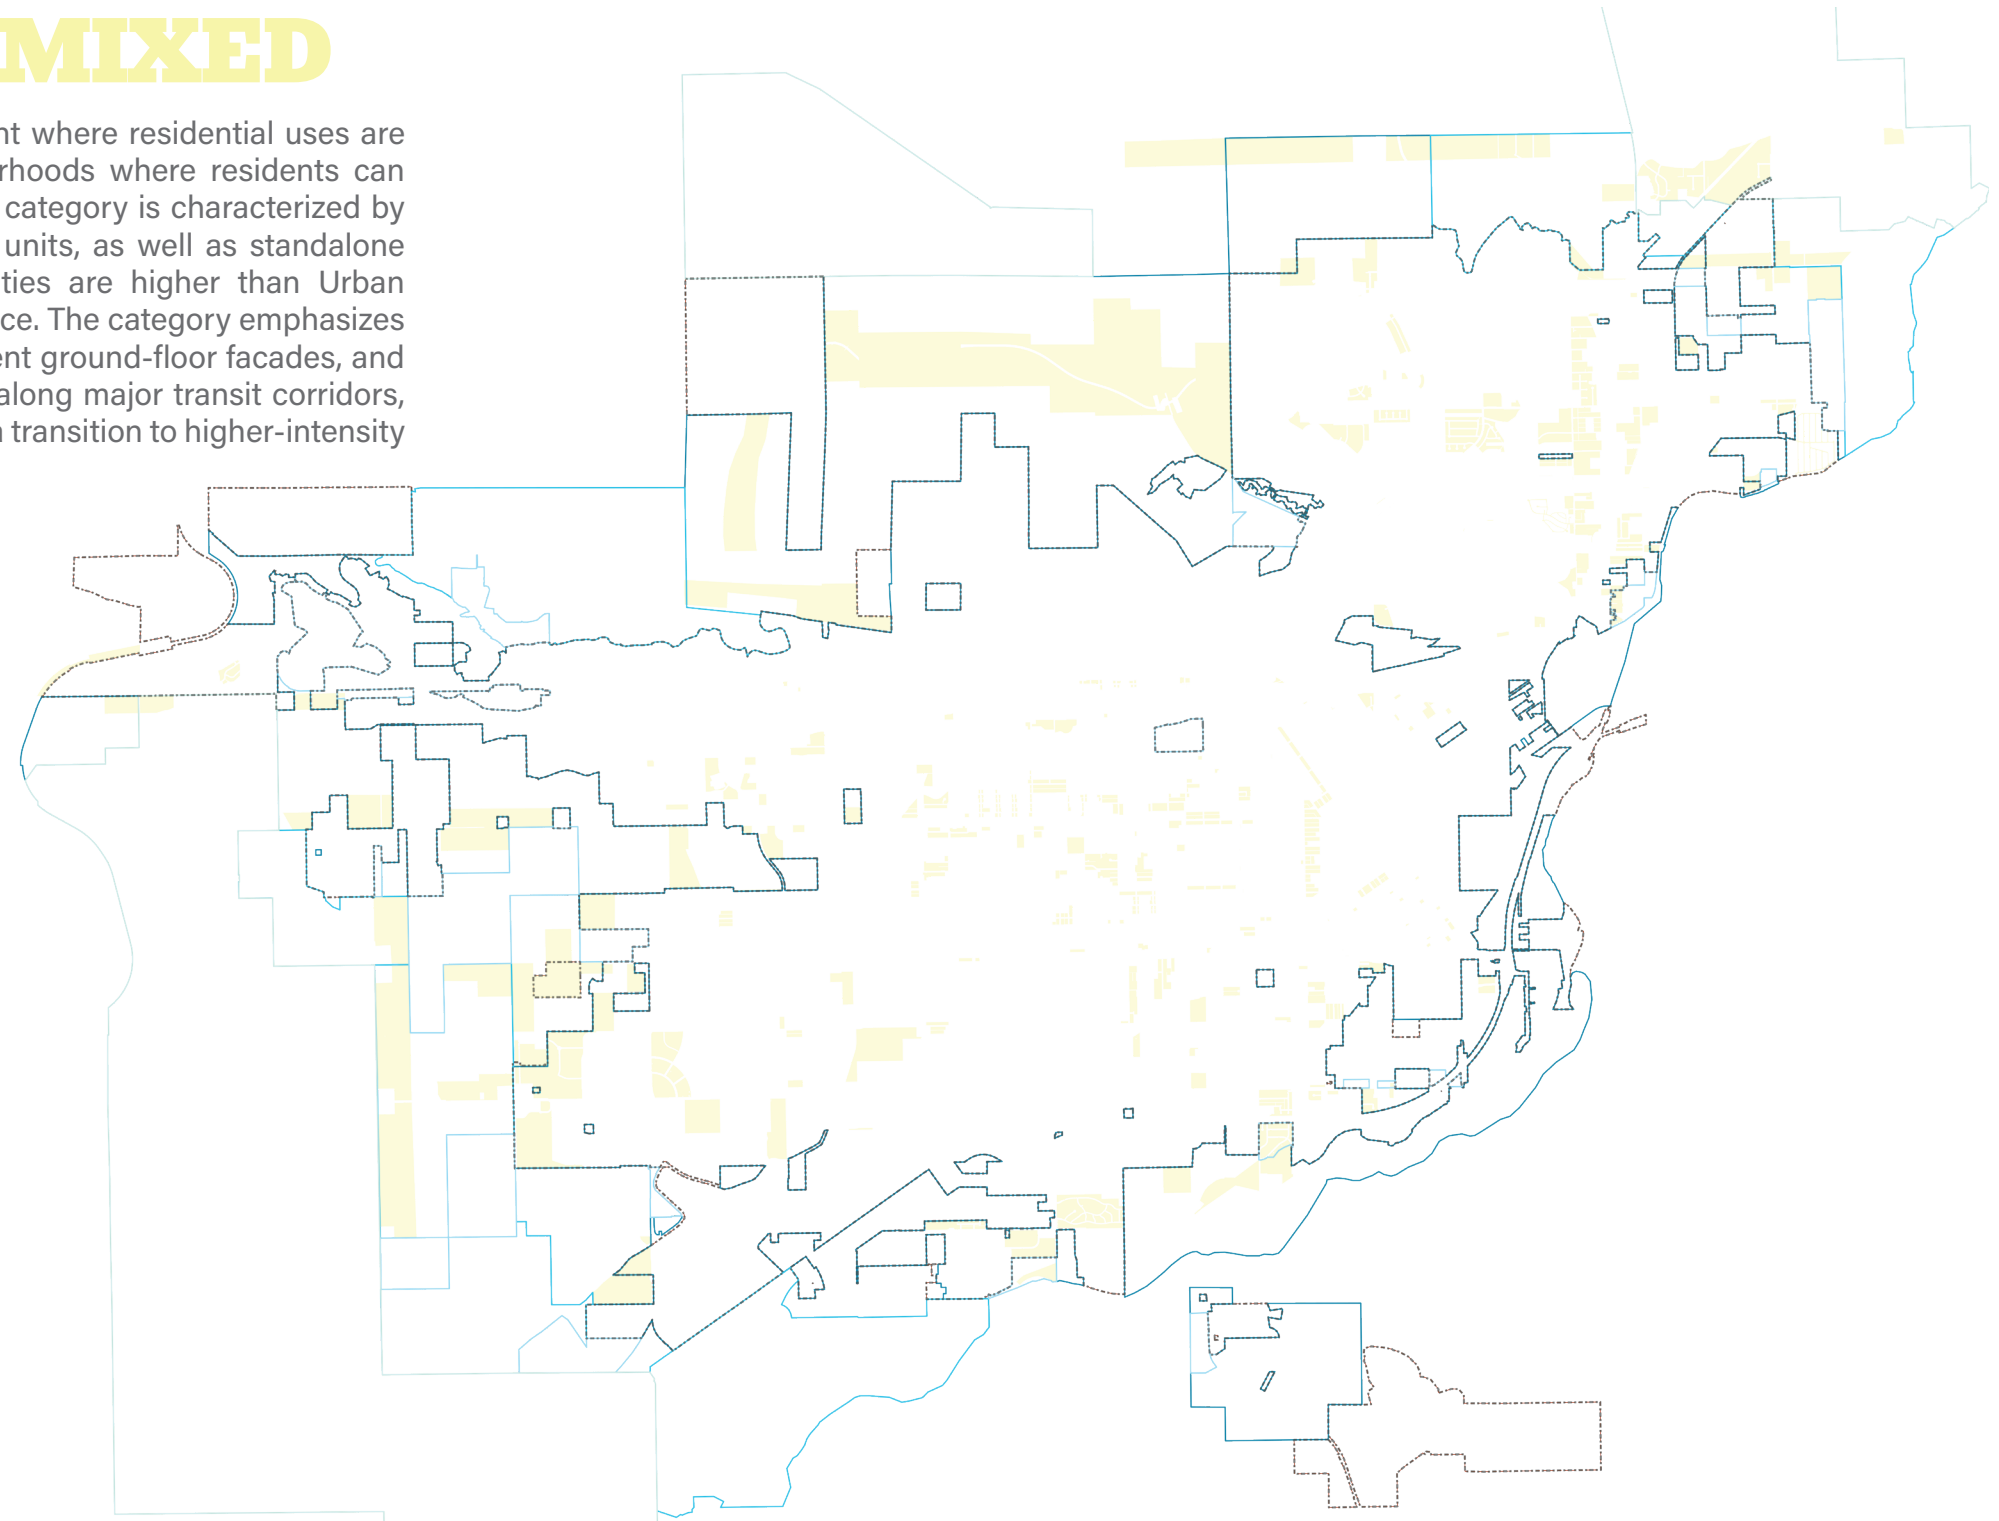 MIXED
nt where residential uses are
rhoods where residents can
category is characterized by
units, as well as standalone
ties are higher than Urban
ce. The category emphasizes
ent ground-floor facades, and
along major transit corridors,
a transition to higher-intensity